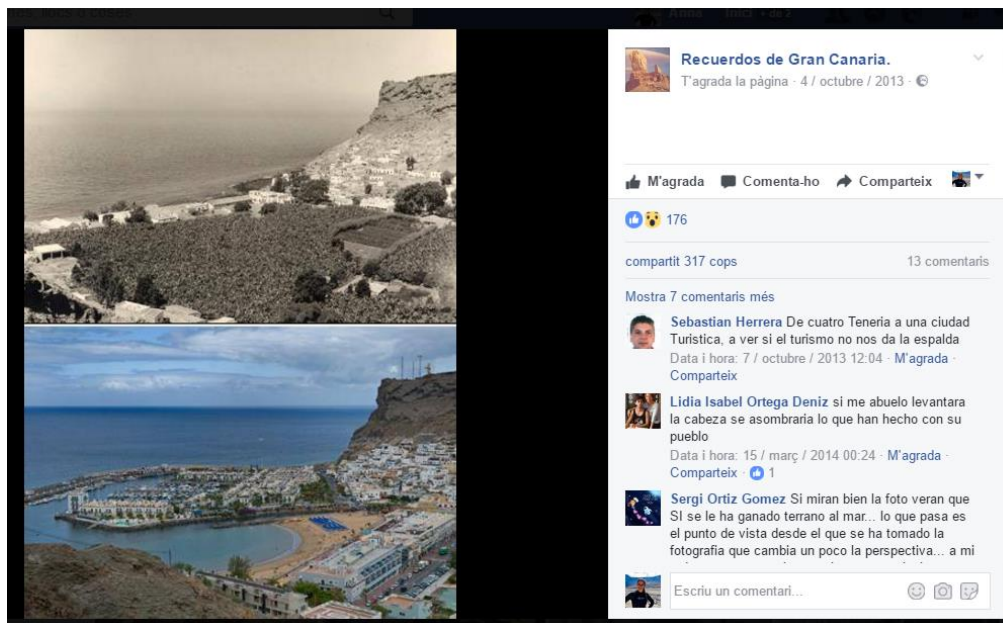 nts, llocs o coses
Anna Inici
Recuerdos de Gran Canaria.
T'agrada la pàgina · 4 / octubre / 2013 ·
M'agrada Comenta-ho Comparteix
176
compartit 317 cops 13 comentaris
Mostra 7 comentaris més
Sebastian Herrera De cuatro Teneria a una ciudad
Turistica, a ver si el turismo no nos da la espalda
Data i hora: 7 / octubre / 2013 12:04 · M'agrada ·
Comparteix
Lidia Isabel Ortega Deniz si me abuelo levantara
la cabeza se asombraria lo que han hecho con su
pueblo
Data i hora: 15 / març / 2014 00:24 · M'agrada ·
Comparteix · 1
Sergi Ortiz Gomez Si miran bien la foto veran que
SI se le ha ganado terrano al mar... lo que pasa es
el punto de vista desde el que se ha tomado la
fotografia que cambia un poco la perspectiva... a mi
Escriu un comentari...